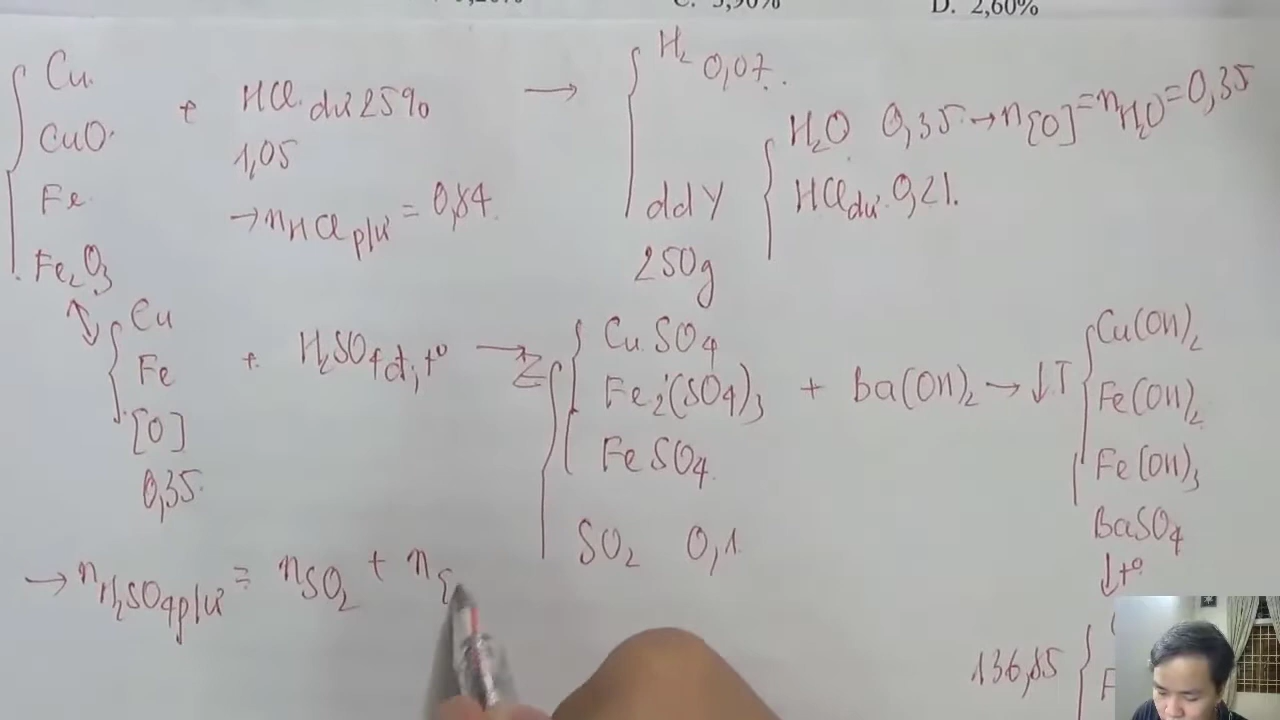 C. 3,90% D. 2,60%
Cu
CuO
Fe
Fe2O3
+ HCl dư 25%
1,05
→ nHCl p/ư = 0,84
→ H2 0,07
H2O 0,35 → n[O] = nH2O = 0,35
HCl dư 0,21
ddY
250g
Cu
Fe
[O]
0,35
+ H2SO4 đ, t° →
Z
CuSO4
Fe2(SO4)3
FeSO4
SO2 0,1
+ Ba(OH)2 → ↓T
Cu(OH)2
Fe(OH)2
Fe(OH)3
BaSO4
↓t°
136,85
→ nH2SO4 p/ư = nSO2 + n